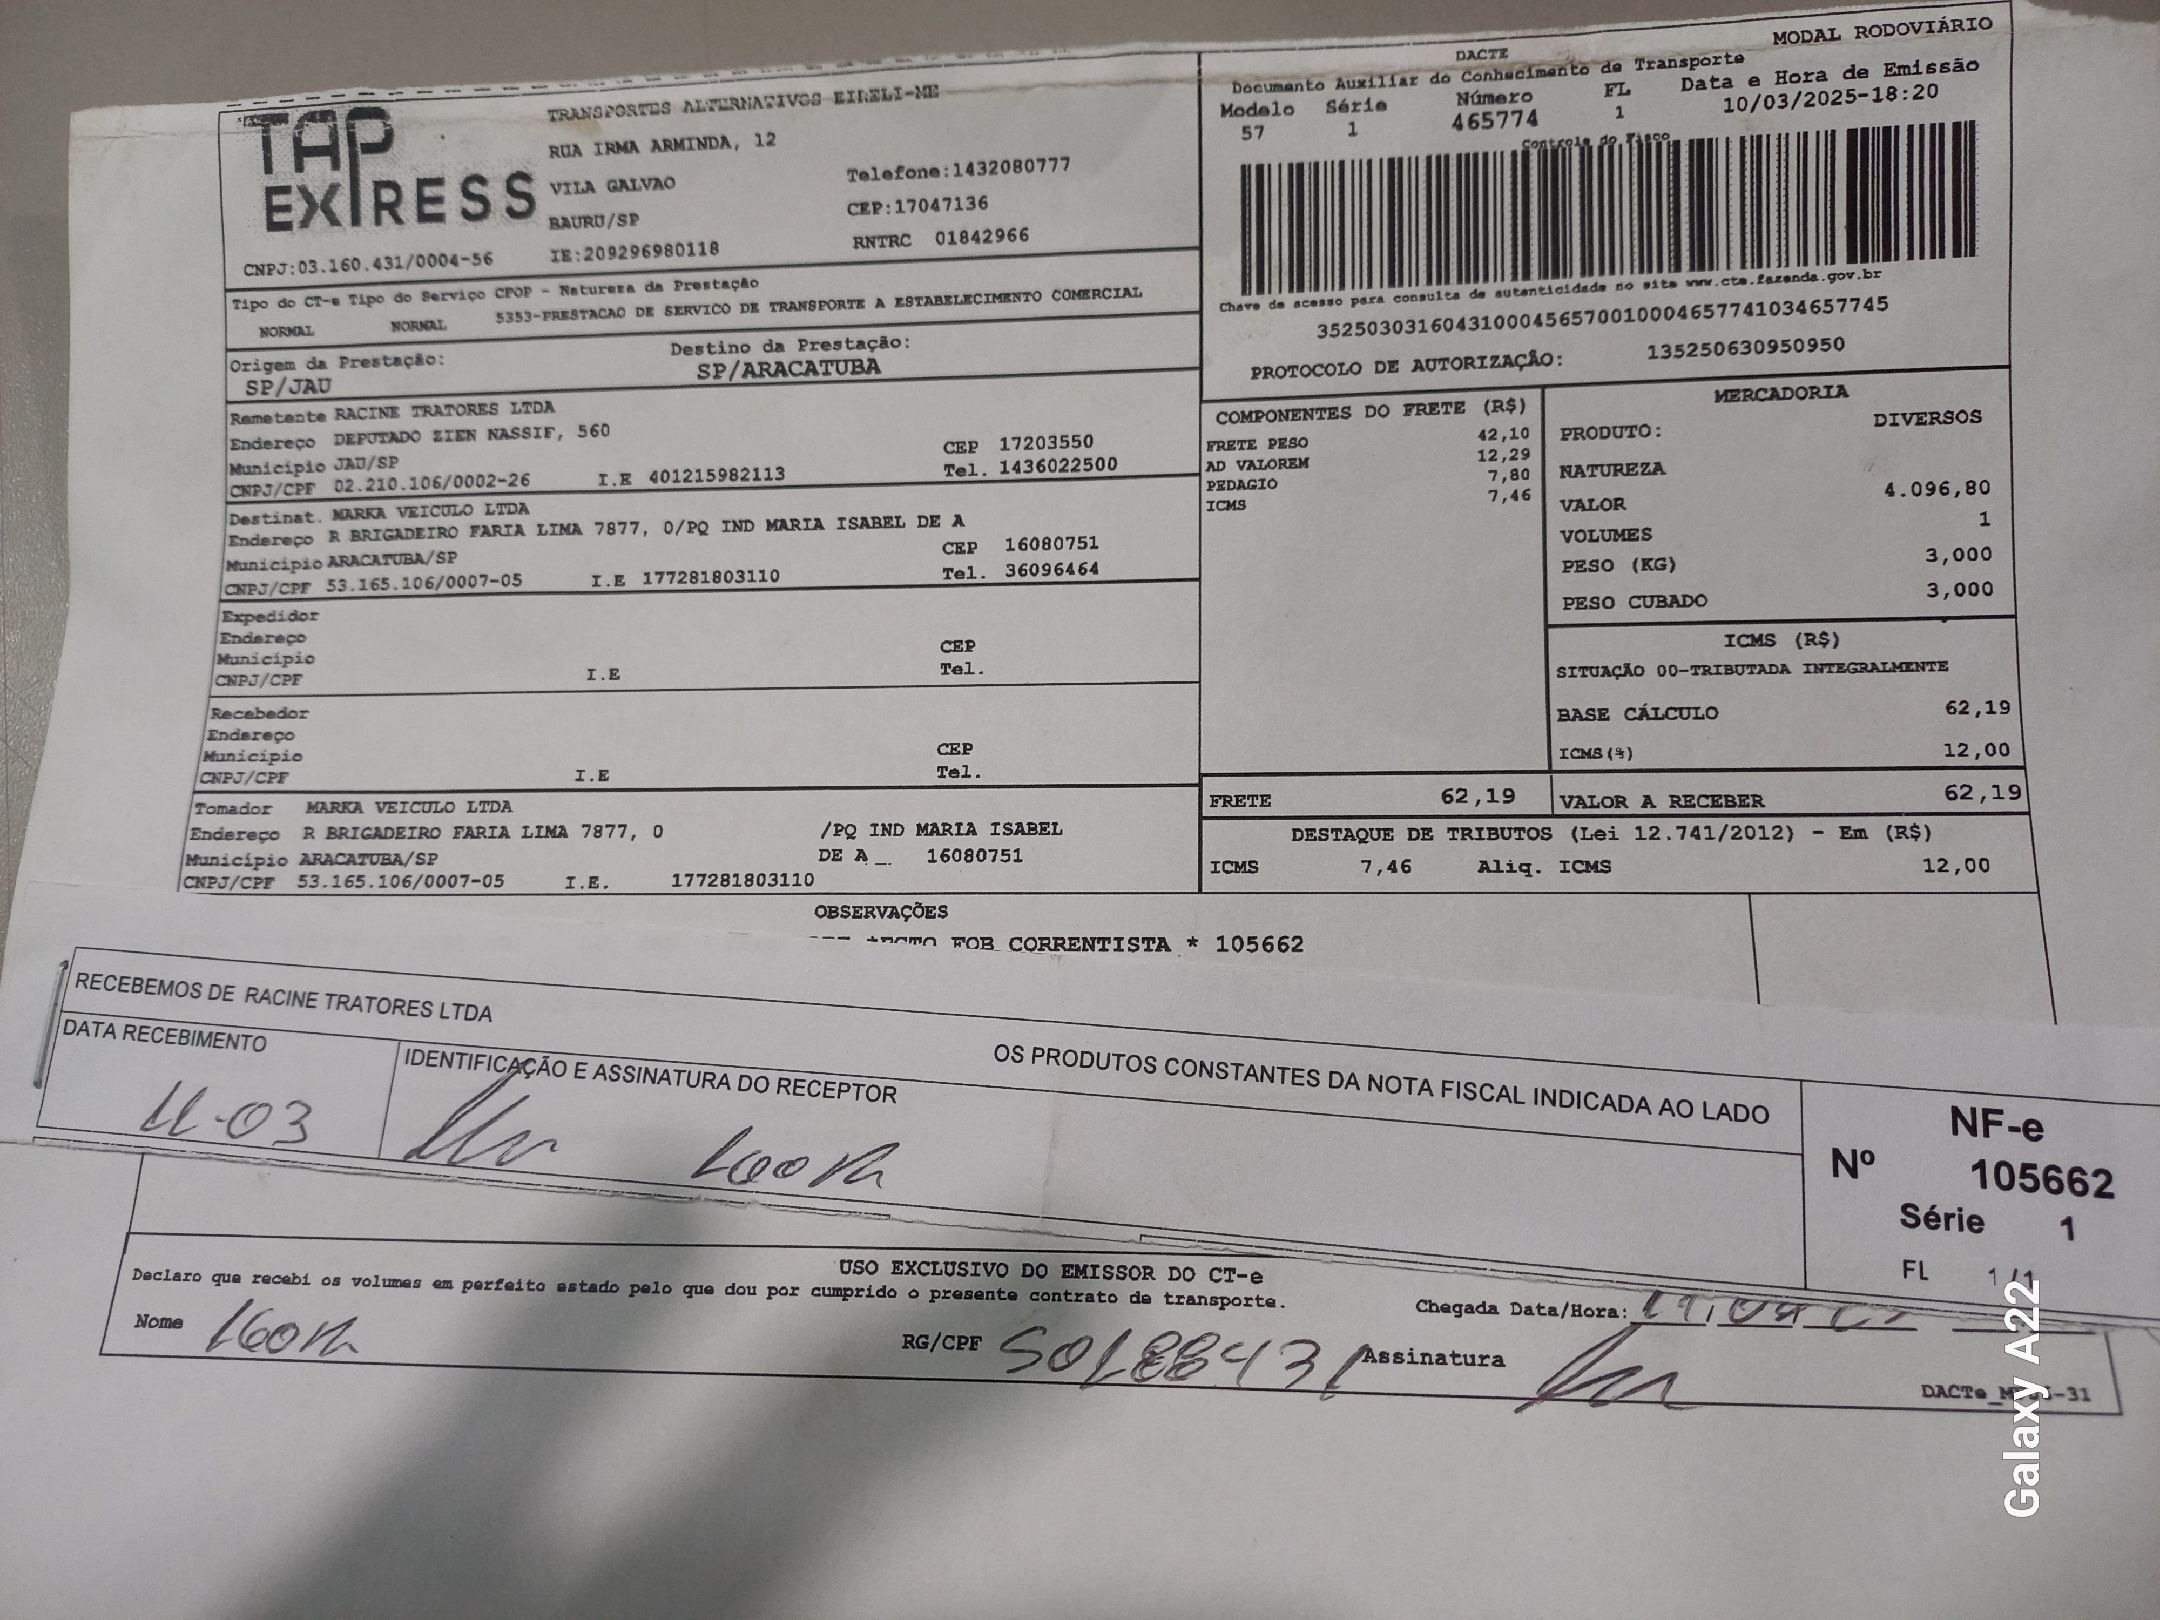 TAP
EXPRESS
TRANSPORTES ALTERNATIVOS EIRELI-ME
RUA IRMA ARMINDA, 12
VILA GALVAO
Telefone:1432080777
BAURU/SP
CEP:17047136
CNPJ:03.160.431/0004-56
IE:209296980118
RNTRC 01842966
MODAL RODOVIÁRIO
DACTE
Documento Auxiliar do Conhecimento de Transporte
Modelo Série Número FL Data e Hora de Emissão
57 1 465774 1 10/03/2025-18:20
Controle do Fisco
Chave de acesso para consulta de autenticidade no site www.cte.fazenda.gov.br
35250303160431000456570010004657741034657745
PROTOCOLO DE AUTORIZAÇÃO: 135250630950950
Tipo do CT-e Tipo do Serviço CFOP - Natureza da Prestação
NORMAL NORMAL 5353-PRESTACAO DE SERVICO DE TRANSPORTE A ESTABELECIMENTO COMERCIAL
Origem da Prestação: Destino da Prestação:
SP/JAU SP/ARACATUBA
Remetente RACINE TRATORES LTDA
Endereço DEPUTADO ZIEN NASSIF, 560
CEP 17203550
Município JAU/SP
Tel. 1436022500
CNPJ/CPF 02.210.106/0002-26 I.E 401215982113
Destinat. MARKA VEICULO LTDA
Endereço R BRIGADEIRO FARIA LIMA 7877, 0/PQ IND MARIA ISABEL DE A
Município ARACATUBA/SP CEP 16080751
CNPJ/CPF 53.165.106/0007-05 I.E 177281803110 Tel. 36096464
Expedidor
Endereço
Município CEP
CNPJ/CPF I.E Tel.
Recebedor
Endereço
Município CEP
CNPJ/CPF I.E Tel.
Tomador MARKA VEICULO LTDA
Endereço R BRIGADEIRO FARIA LIMA 7877, 0 /PQ IND MARIA ISABEL
Município ARACATUBA/SP DE A _ 16080751
CNPJ/CPF 53.165.106/0007-05 I.E. 177281803110
COMPONENTES DO FRETE (R$)
FRETE PESO 42,10
AD VALOREM 12,29
PEDAGIO 7,80
ICMS 7,46
MERCADORIA
PRODUTO: DIVERSOS
NATUREZA
VALOR 4.096,80
VOLUMES 1
PESO (KG) 3,000
PESO CUBADO 3,000
ICMS (R$)
SITUAÇÃO 00-TRIBUTADA INTEGRALMENTE
BASE CÁLCULO 62,19
ICMS(%) 12,00
FRETE 62,19 VALOR A RECEBER 62,19
DESTAQUE DE TRIBUTOS (Lei 12.741/2012) - Em (R$)
ICMS 7,46 Aliq. ICMS 12,00
OBSERVAÇÕES
FOB CORRENTISTA * 105662
RECEBEMOS DE RACINE TRATORES LTDA OS PRODUTOS CONSTANTES DA NOTA FISCAL INDICADA AO LADO
DATA RECEBIMENTO IDENTIFICAÇÃO E ASSINATURA DO RECEPTOR
11-03
NF-e
Nº 105662
Série 1
FL 1/1
USO EXCLUSIVO DO EMISSOR DO CT-e
Declaro que recebi os volumes em perfeito estado pelo que dou por cumprido o presente contrato de transporte.
Chegada Data/Hora:
Nome RG/CPF Assinatura
Galaxy A22